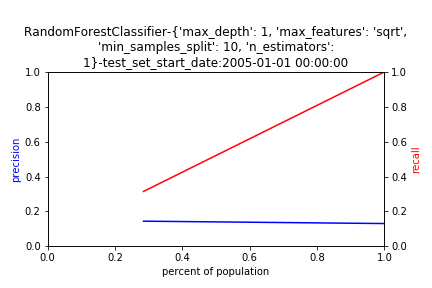 RandomForestClassifier-{'max_depth': 1, 'max_features': 'sqrt',
'min_samples_split': 10, 'n_estimators':
1}-test_set_start_date:2005-01-01 00:00:00
1.0
0.8
0.6
0.4
0.2
0.0
precision
1.0
0.8
0.6
0.4
0.2
0.0
recall
0.0 0.2 0.4 0.6 0.8 1.0
percent of population